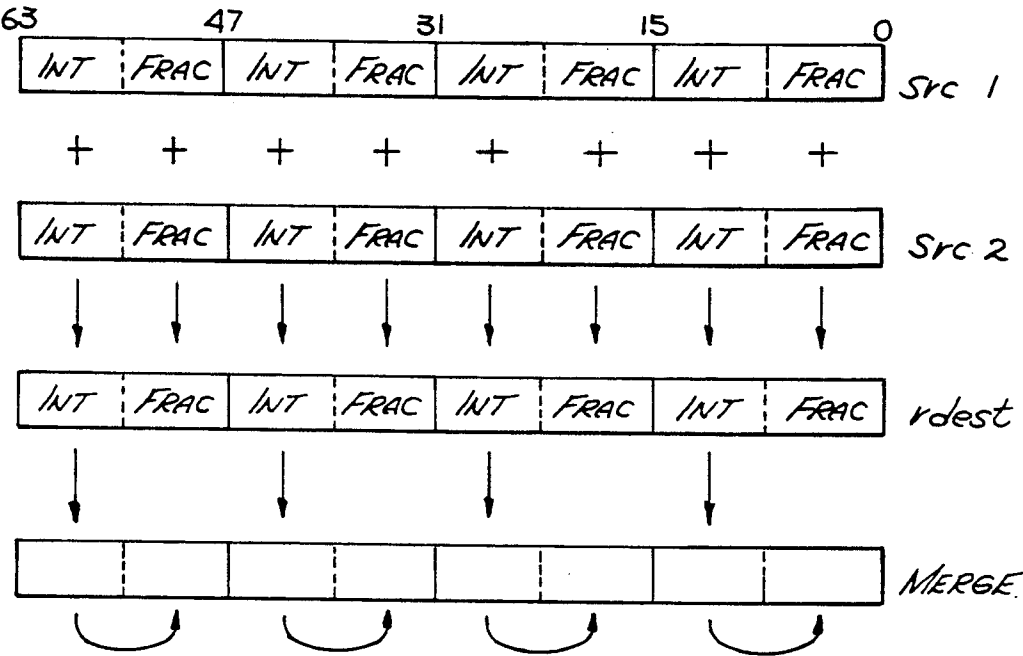 63 47 31 15 0
INT FRAC INT FRAC INT FRAC INT FRAC Src 1
+ + + + + + + +
INT FRAC INT FRAC INT FRAC INT FRAC Src 2
INT FRAC INT FRAC INT FRAC INT FRAC rdest
MERGE.